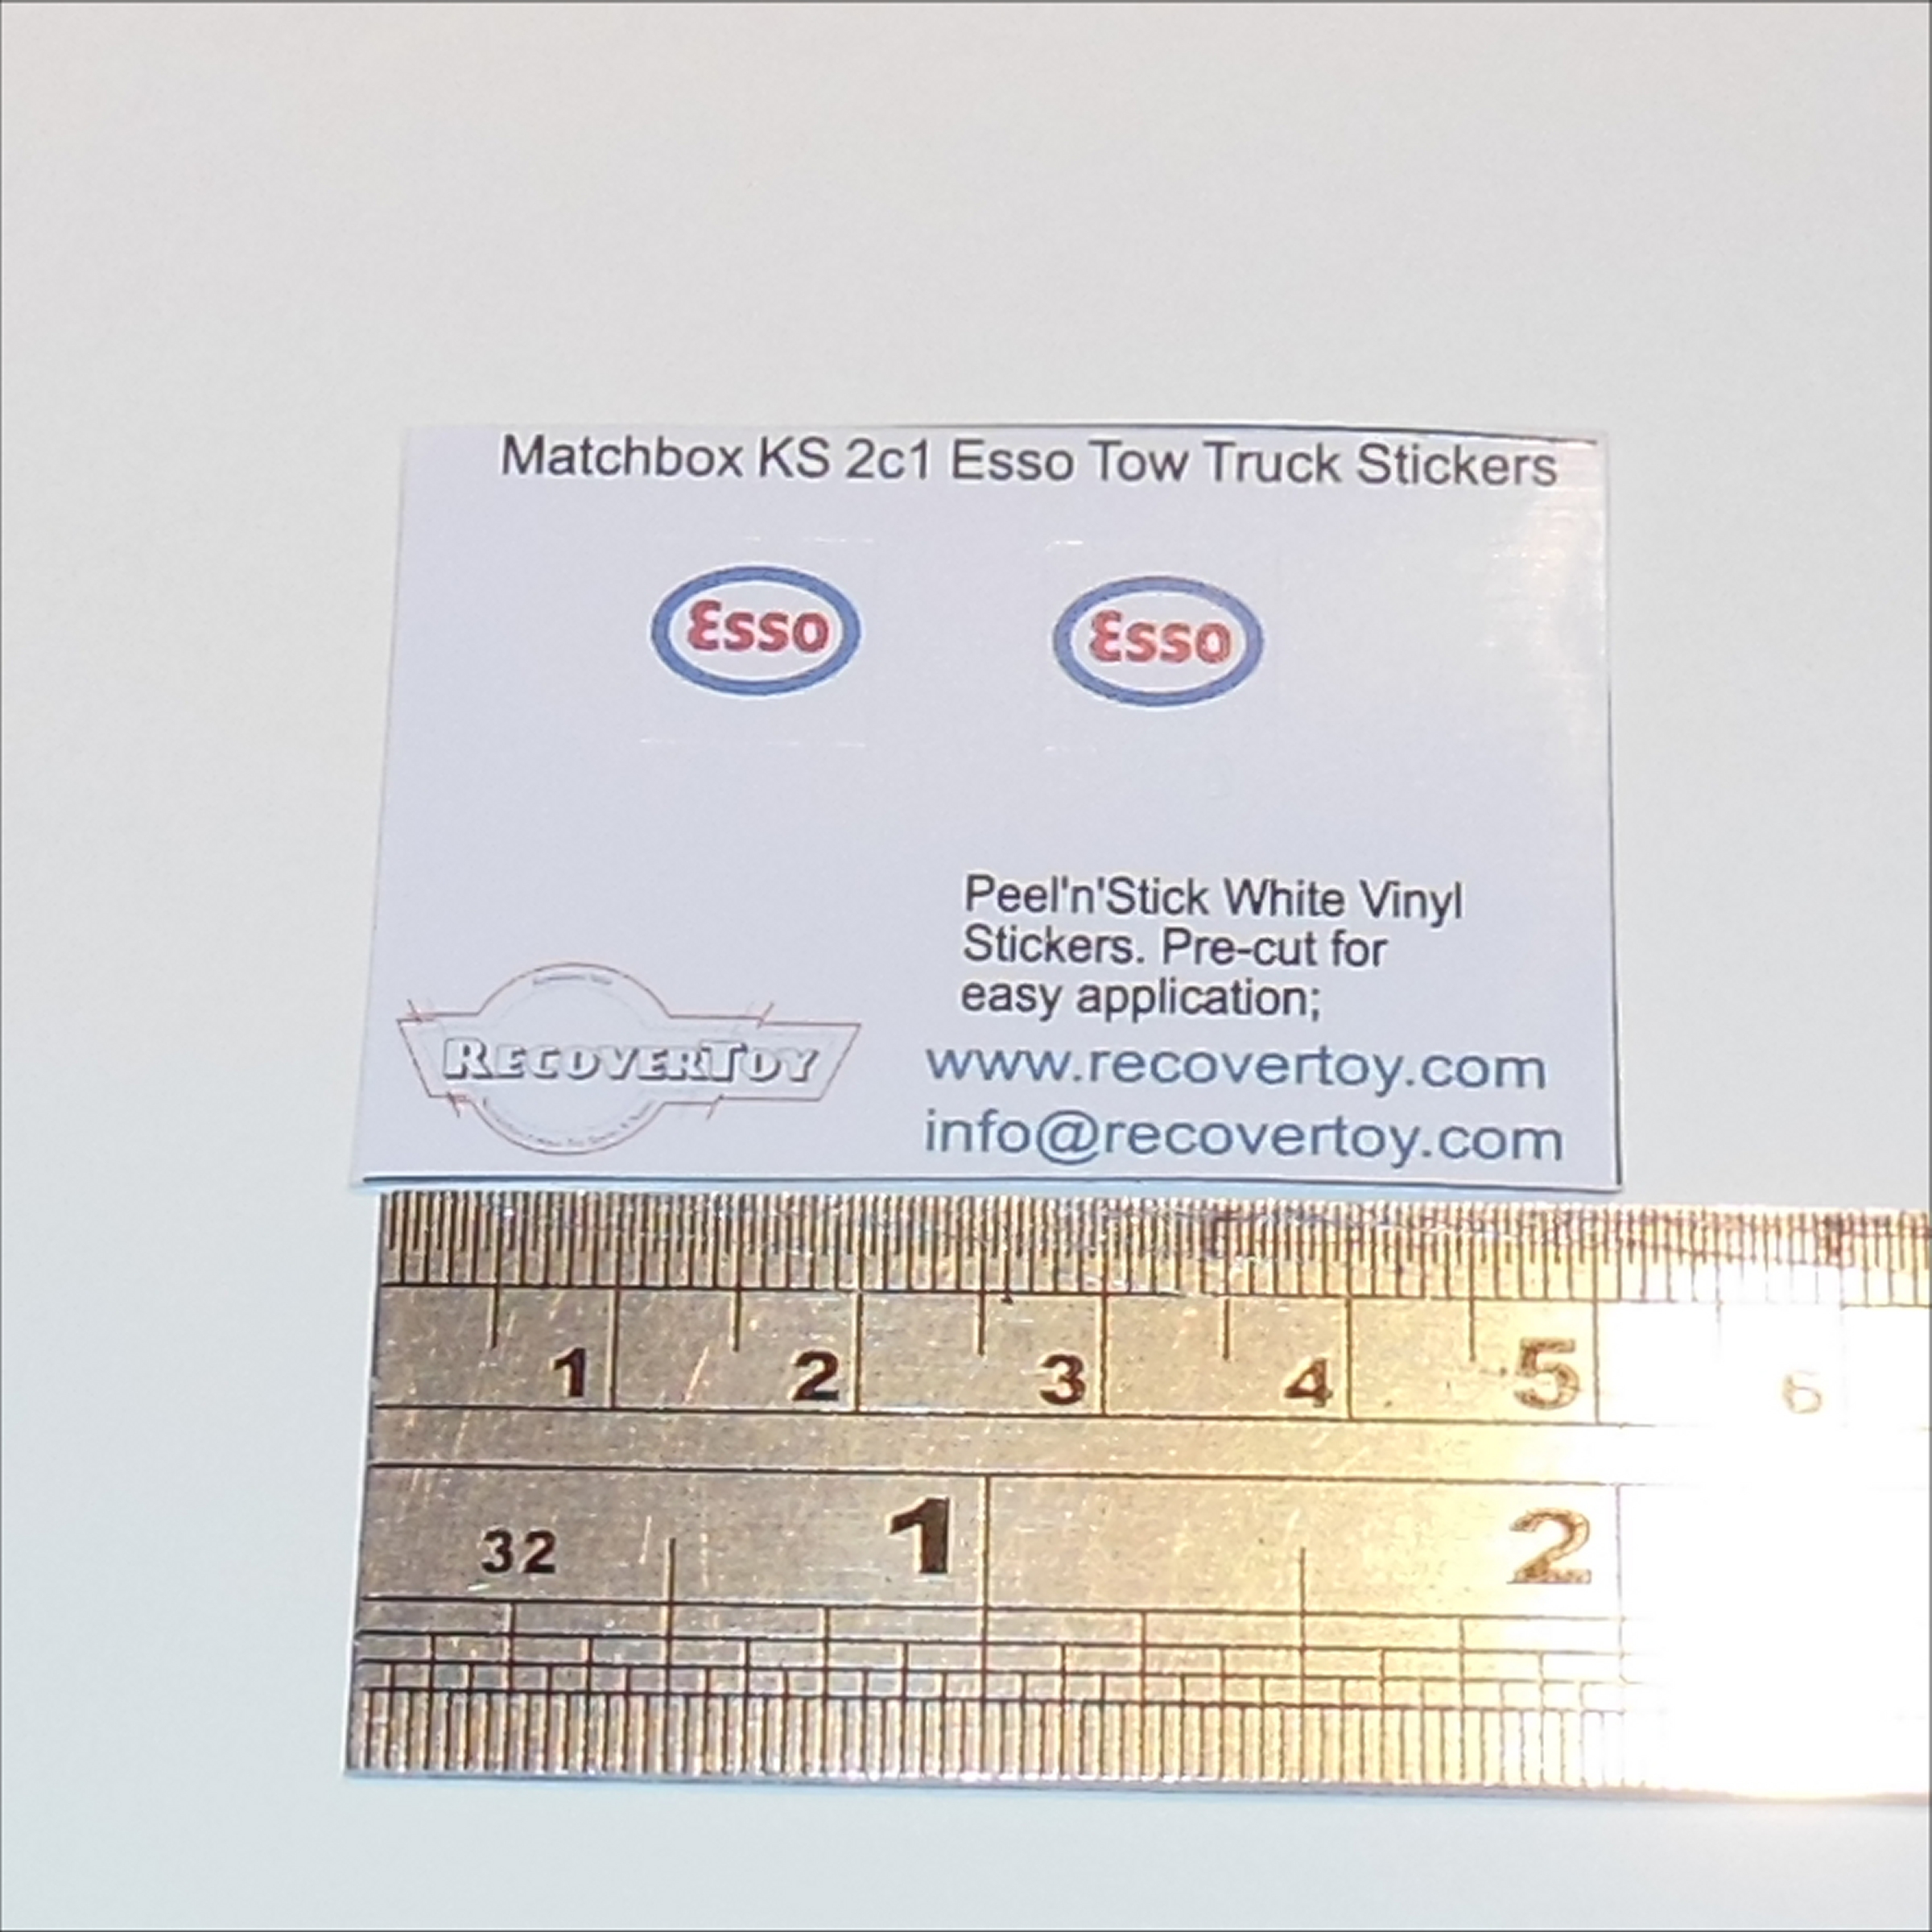 Matchbox KS 2c1 Esso Tow Truck Stickers
Esso Esso
Peel'n'Stick White Vinyl
Stickers. Pre-cut for
easy application;
RECOVERTOY
www.recovertoy.com
info@recovertoy.com
1 2 3 4 5 6
32 1 2